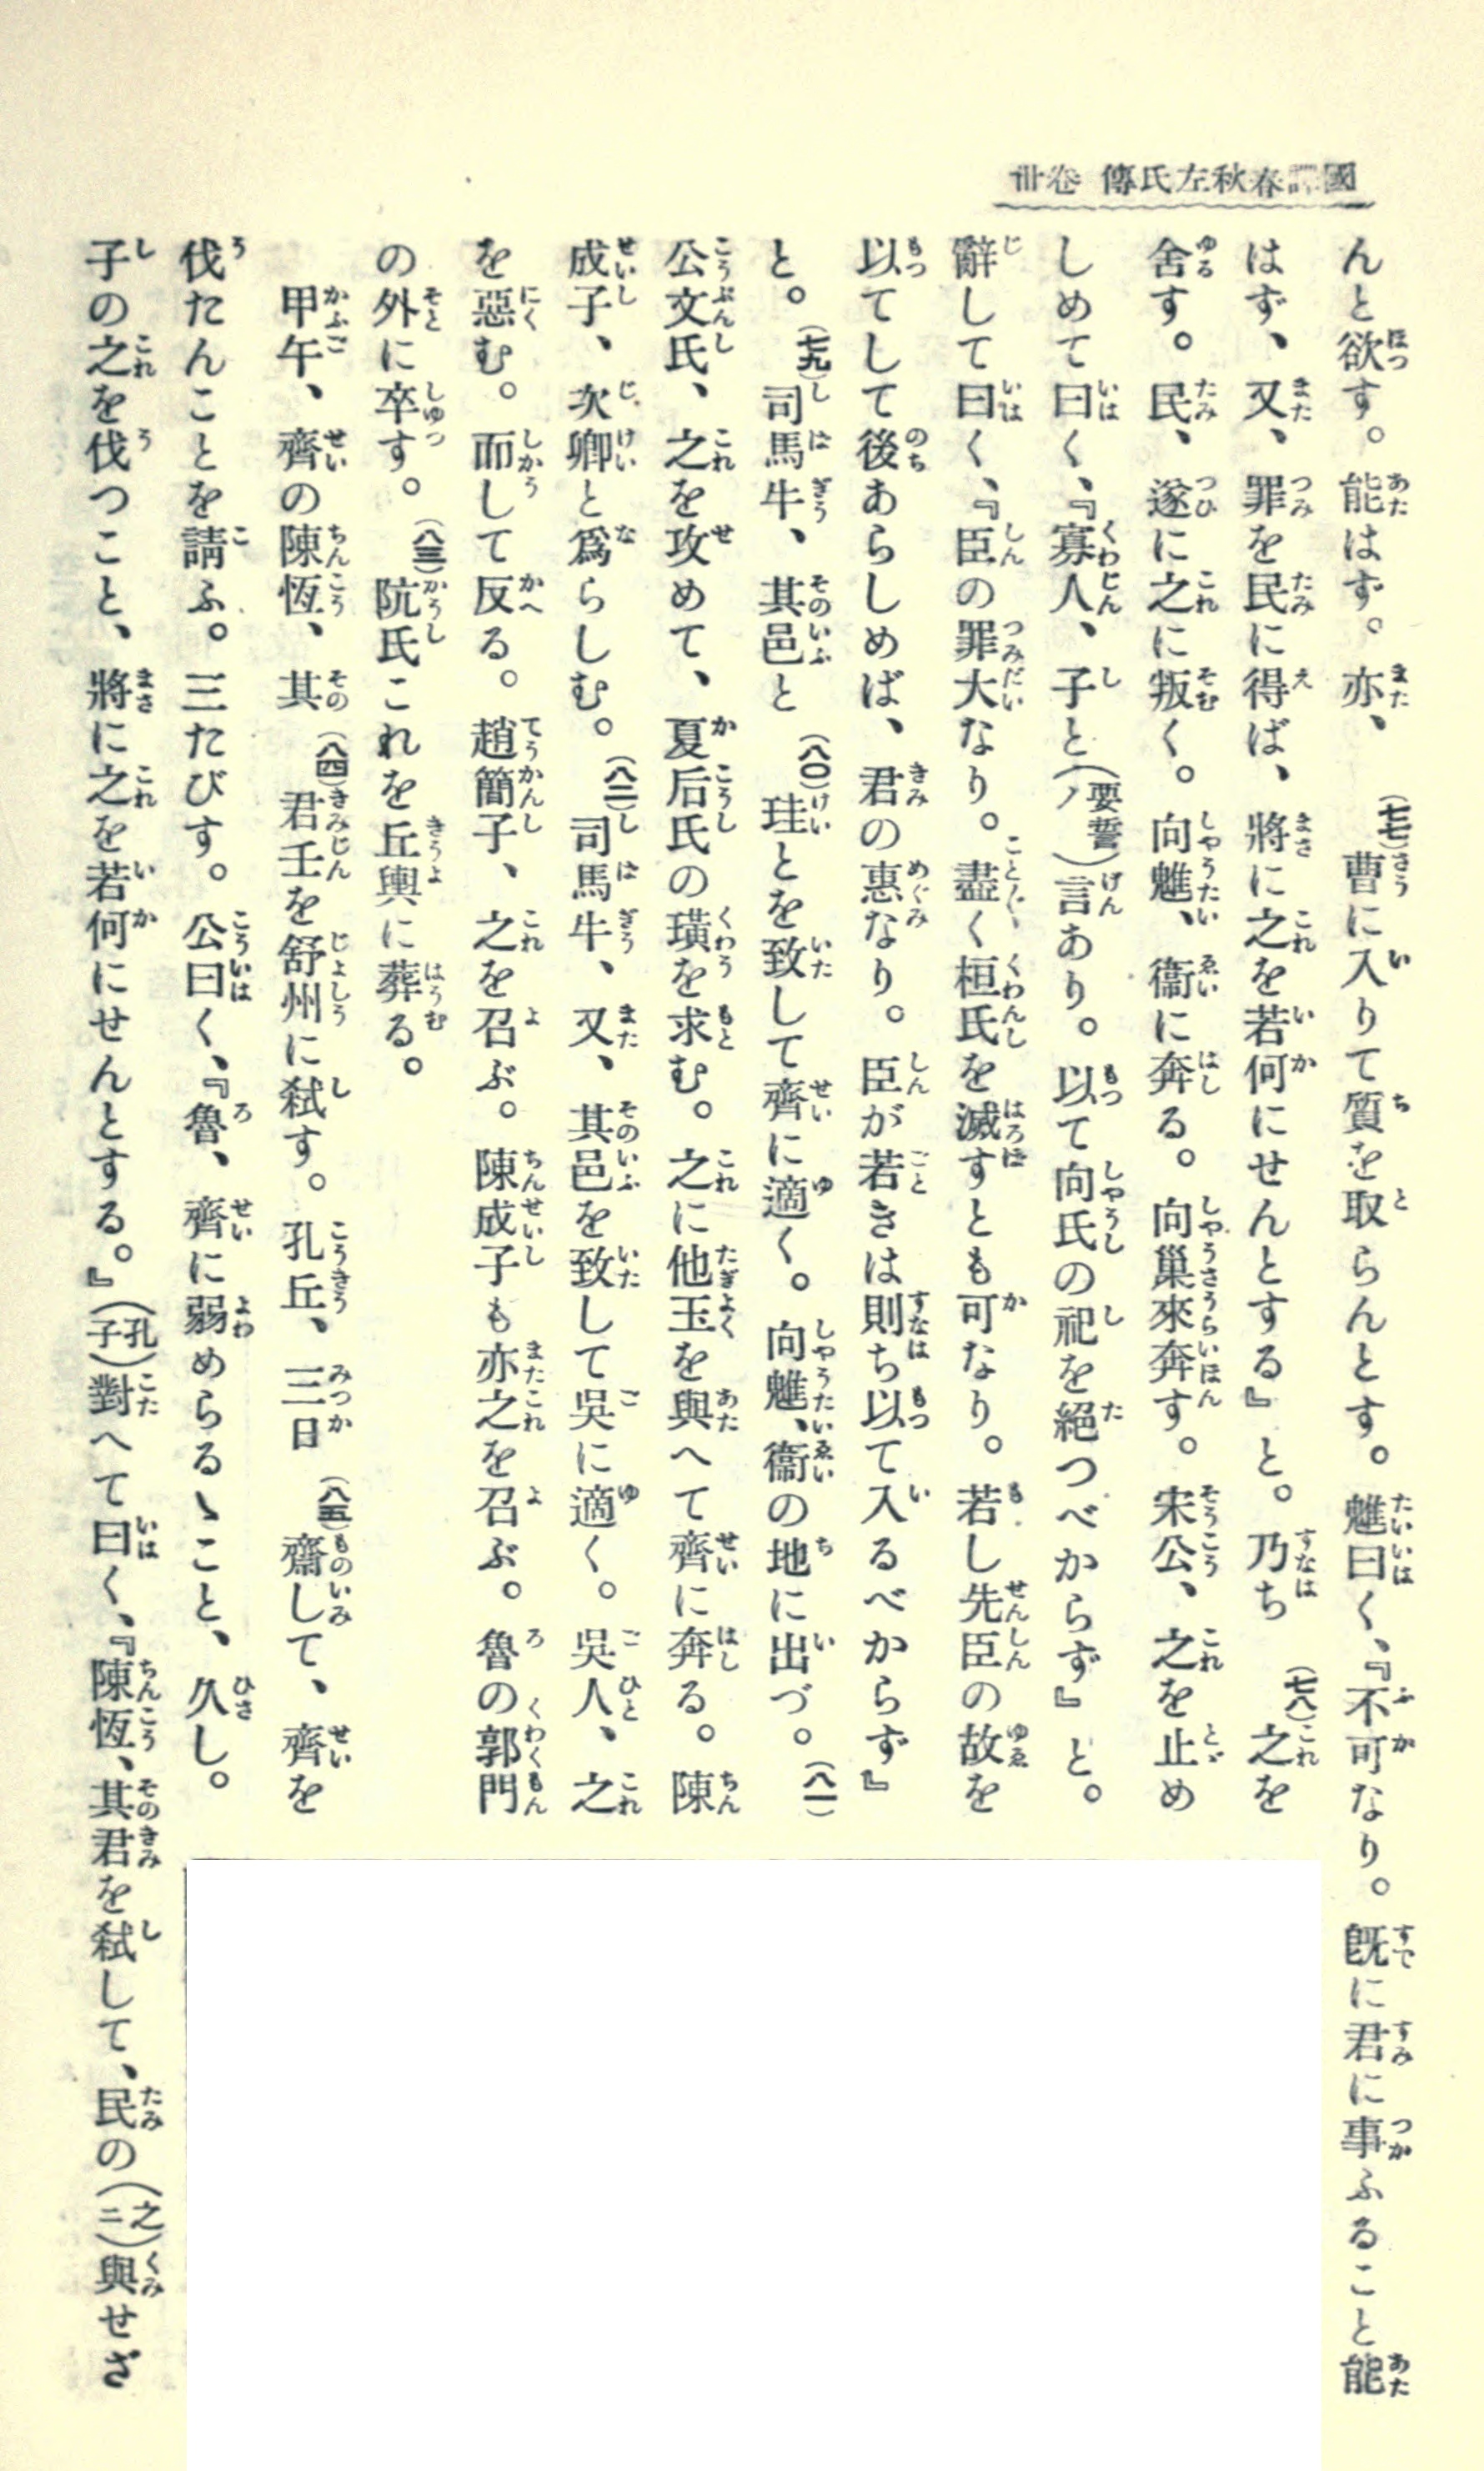 國譯春秋左氏傳 卷卅
んと欲す。能はず。亦、(七七)曹に入りて質を取らんとす。魋曰く、『不可なり。既に君に事ふること能
はず、又、罪を民に得ば、將に之を若何にせんとする』と。乃ち(七八)之を
舍す。民、遂に之に叛く。向魋、衞に奔る。向巢來奔す。宋公、之を止め
しめて曰く、『寡人、子と(要誓ノ)言あり。以て向氏の祀を絕つべからず』と。
辭して曰く、『臣の罪大なり。盡く桓氏を滅すとも可なり。若し先臣の故を
以てして後あらしめば、君の惠なり。臣が若きは則ち以て入るべからず』
と。(七九)司馬牛、其邑と(八〇)珪とを致して齊に適く。向魋、衞の地に出づ。(八一)
公文氏、之を攻めて、夏后氏の璜を求む。之に他玉を與へて齊に奔る。陳
成子、次卿と爲らしむ。(八二)司馬牛、又、其邑を致して吳に適く。吳人、之
を惡む。而して反る。趙簡子、之を召ぶ。陳成子も亦之を召ぶ。魯の郭門
の外に卒す。(八三)阬氏これを丘輿に葬る。
甲午、齊の陳恆、其(八四)君壬を舒州に弑す。孔丘、三日(八五)齋して、齊を
伐たんことを請ふ。三たびす。公曰く、『魯、齊に弱めらるゝこと、久し。
子の之を伐つこと、將に之を若何にせんとする。』(孔子)對へて曰く、『陳恆、其君を弑して、民の(之ニ)與せざ